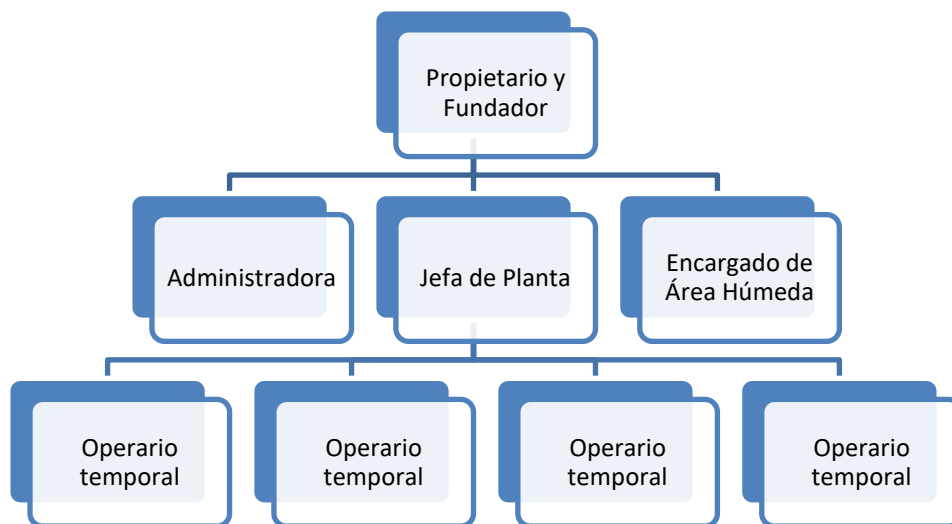 Propietario y
Fundador
Administradora
Jefa de Planta
Encargado de
Área Húmeda
Operario
temporal
Operario
temporal
Operario
temporal
Operario
temporal